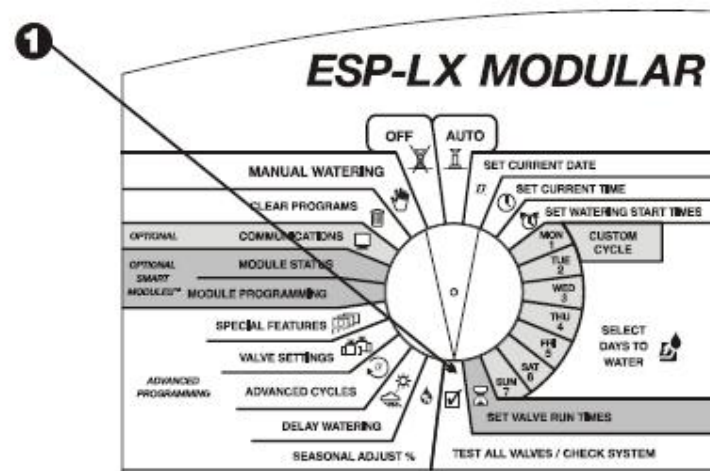 1
ESP-LX MODULAR
OFF
AUTO
MANUAL WATERING
SET CURRENT DATE
CLEAR PROGRAMS
SET CURRENT TIME
SET WATERING START TIMES
OPTIONAL
COMMUNICATIONS
MON
1
CUSTOM
CYCLE
OPTIONAL
SMART
MODULES™
MODULE STATUS
TUE
2
MODULE PROGRAMMING
WED
3
SPECIAL FEATURES
THU
4
SELECT
DAYS TO
WATER
VALVE SETTINGS
FRI
5
ADVANCED
PROGRAMMING
ADVANCED CYCLES
SAT
6
SUN
7
DELAY WATERING
SET VALVE RUN TIMES
SEASONAL ADJUST %
TEST ALL VALVES / CHECK SYSTEM